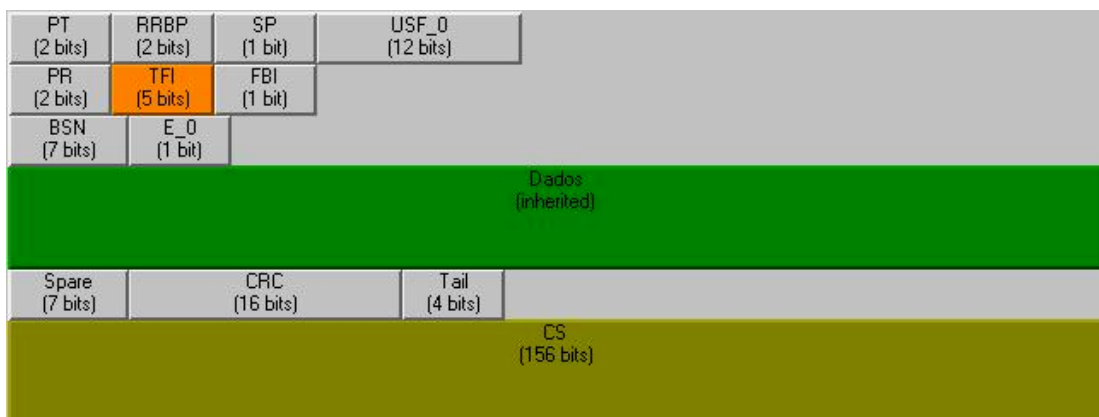 PT RRBP SP USF_0
(2 bits) (2 bits) (1 bit) (12 bits)
PR TFI FBI
(2 bits) (5 bits) (1 bit)
BSN E_0
(7 bits) (1 bit)
Dados
(inherited)
Spare CRC Tail
(7 bits) (16 bits) (4 bits)
CS
(156 bits)